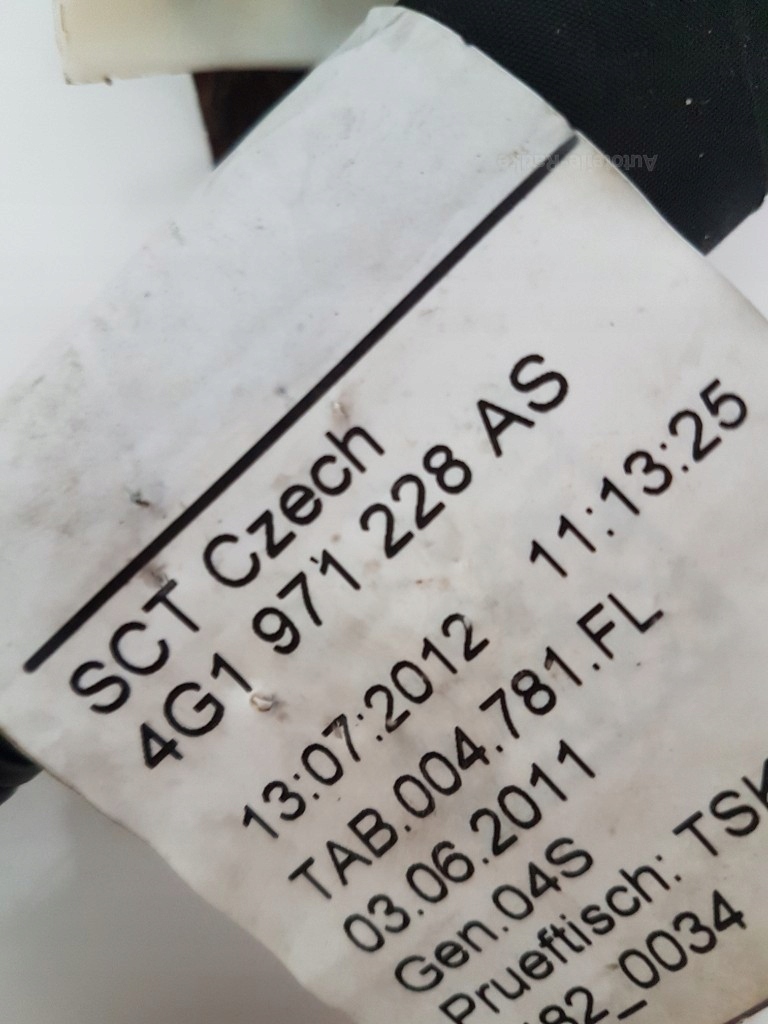 SCT Czech
4G1 971 228 AS
13:07:2012 11:13:25
TAB.004.781.FL
03.06.2011
Gen.04S
Prueftisch: TSK
82_0034